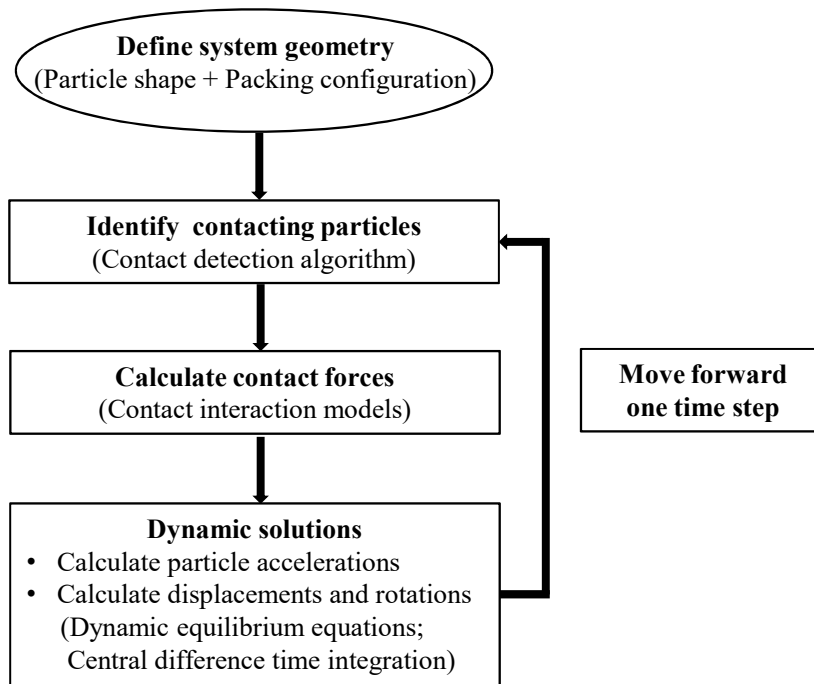 Define system geometry
(Particle shape + Packing configuration)
Identify contacting particles
(Contact detection algorithm)
Calculate contact forces
(Contact interaction models)
Move forward
one time step
Dynamic solutions
• Calculate particle accelerations
• Calculate displacements and rotations
(Dynamic equilibrium equations;
Central difference time integration)